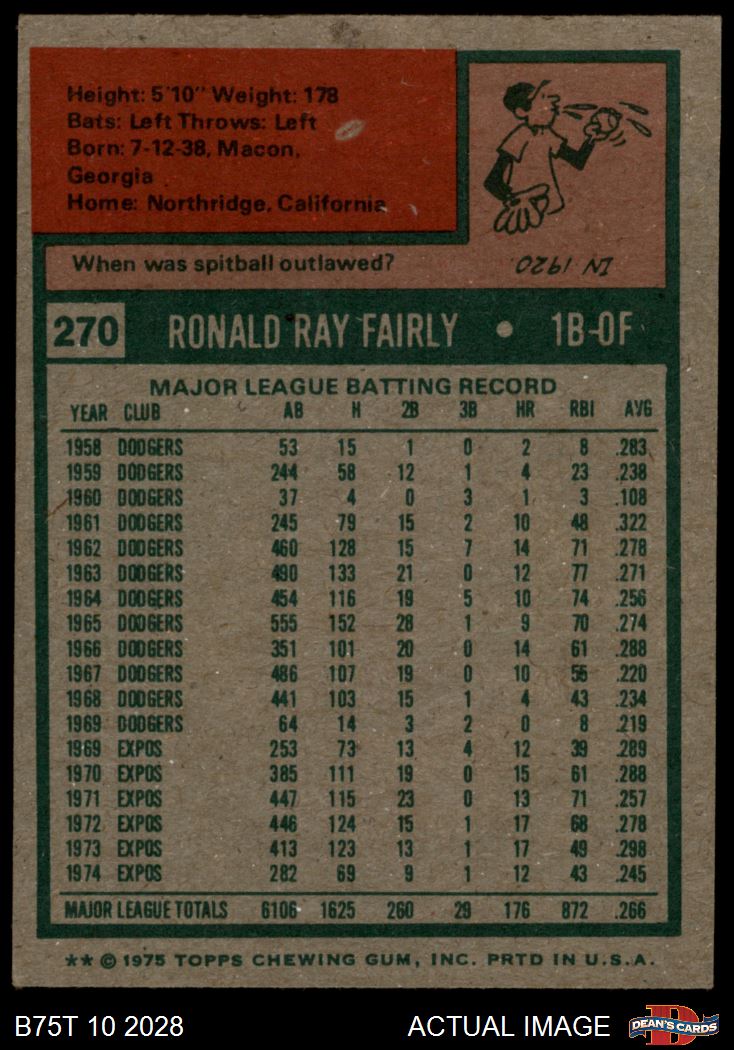 Height: 5'10" Weight: 178
Bats: Left Throws: Left
Born: 7-12-38, Macon,
Georgia
Home: Northridge, California
When was spitball outlawed?
IN 1920.
270 RONALD RAY FAIRLY • 1B-OF
MAJOR LEAGUE BATTING RECORD
YEAR CLUB AB H 2B 3B HR RBI AVG
1958 DODGERS 53 15 1 0 2 8 .283
1959 DODGERS 244 58 12 1 4 23 .238
1960 DODGERS 37 4 0 3 1 3 .108
1961 DODGERS 245 79 15 2 10 48 .322
1962 DODGERS 460 128 15 7 14 71 .278
1963 DODGERS 490 133 21 0 12 77 .271
1964 DODGERS 454 116 19 5 10 74 .256
1965 DODGERS 555 152 28 1 9 70 .274
1966 DODGERS 351 101 20 0 14 61 .288
1967 DODGERS 486 107 19 0 10 55 .220
1968 DODGERS 441 103 15 1 4 43 .234
1969 DODGERS 64 14 3 2 0 8 .219
1969 EXPOS 253 73 13 4 12 39 .289
1970 EXPOS 385 111 19 0 15 61 .288
1971 EXPOS 447 115 23 0 13 71 .257
1972 EXPOS 446 124 15 1 17 68 .278
1973 EXPOS 413 123 13 1 17 49 .298
1974 EXPOS 282 69 9 1 12 43 .245
MAJOR LEAGUE TOTALS 6106 1625 260 29 176 872 .266
** © 1975 TOPPS CHEWING GUM, INC. PRTD IN U.S.A.
B75T 10 2028 ACTUAL IMAGE DEAN'S CARDS